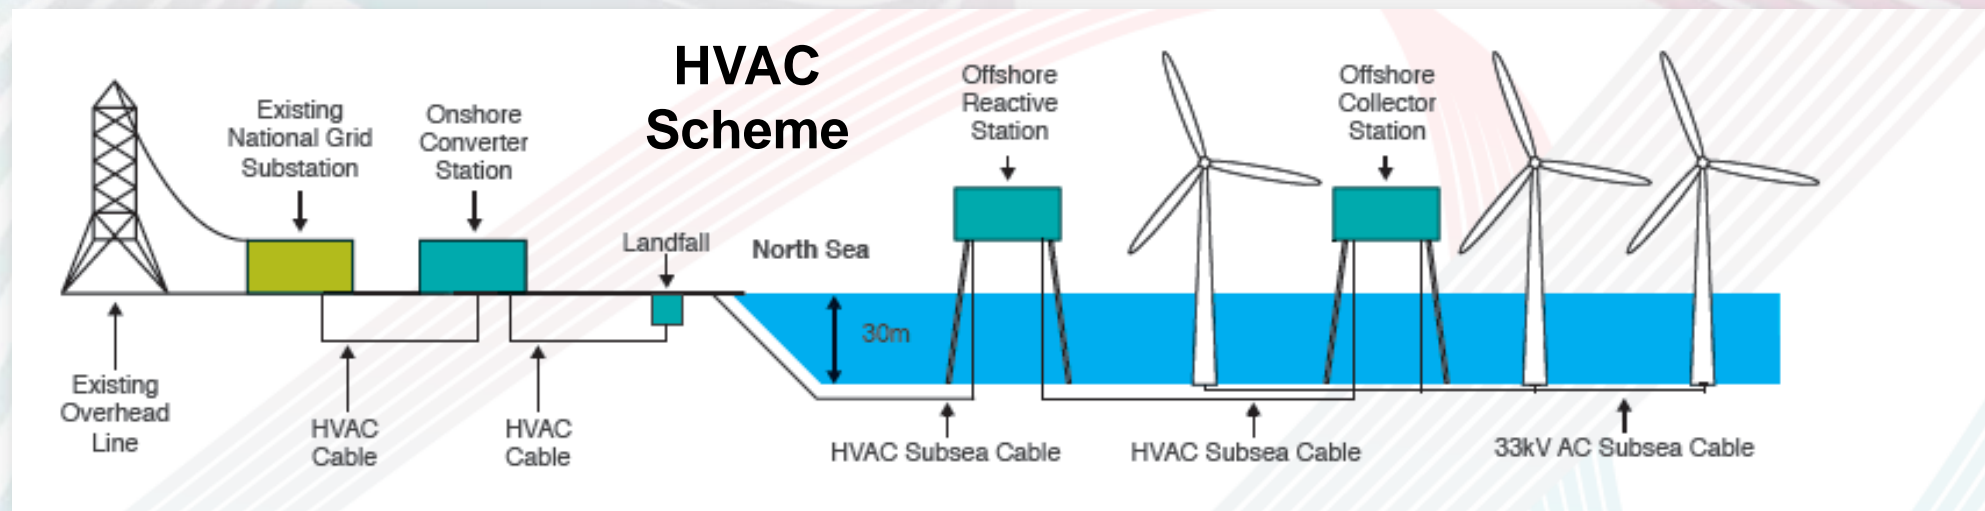 HVAC
Scheme
Existing
National Grid
Substation
Onshore
Converter
Station
Landfall
North Sea
Offshore
Reactive
Station
Offshore
Collector
Station
30m
Existing
Overhead
Line
HVAC
Cable
HVAC
Cable
HVAC Subsea Cable
HVAC Subsea Cable
33kV AC Subsea Cable